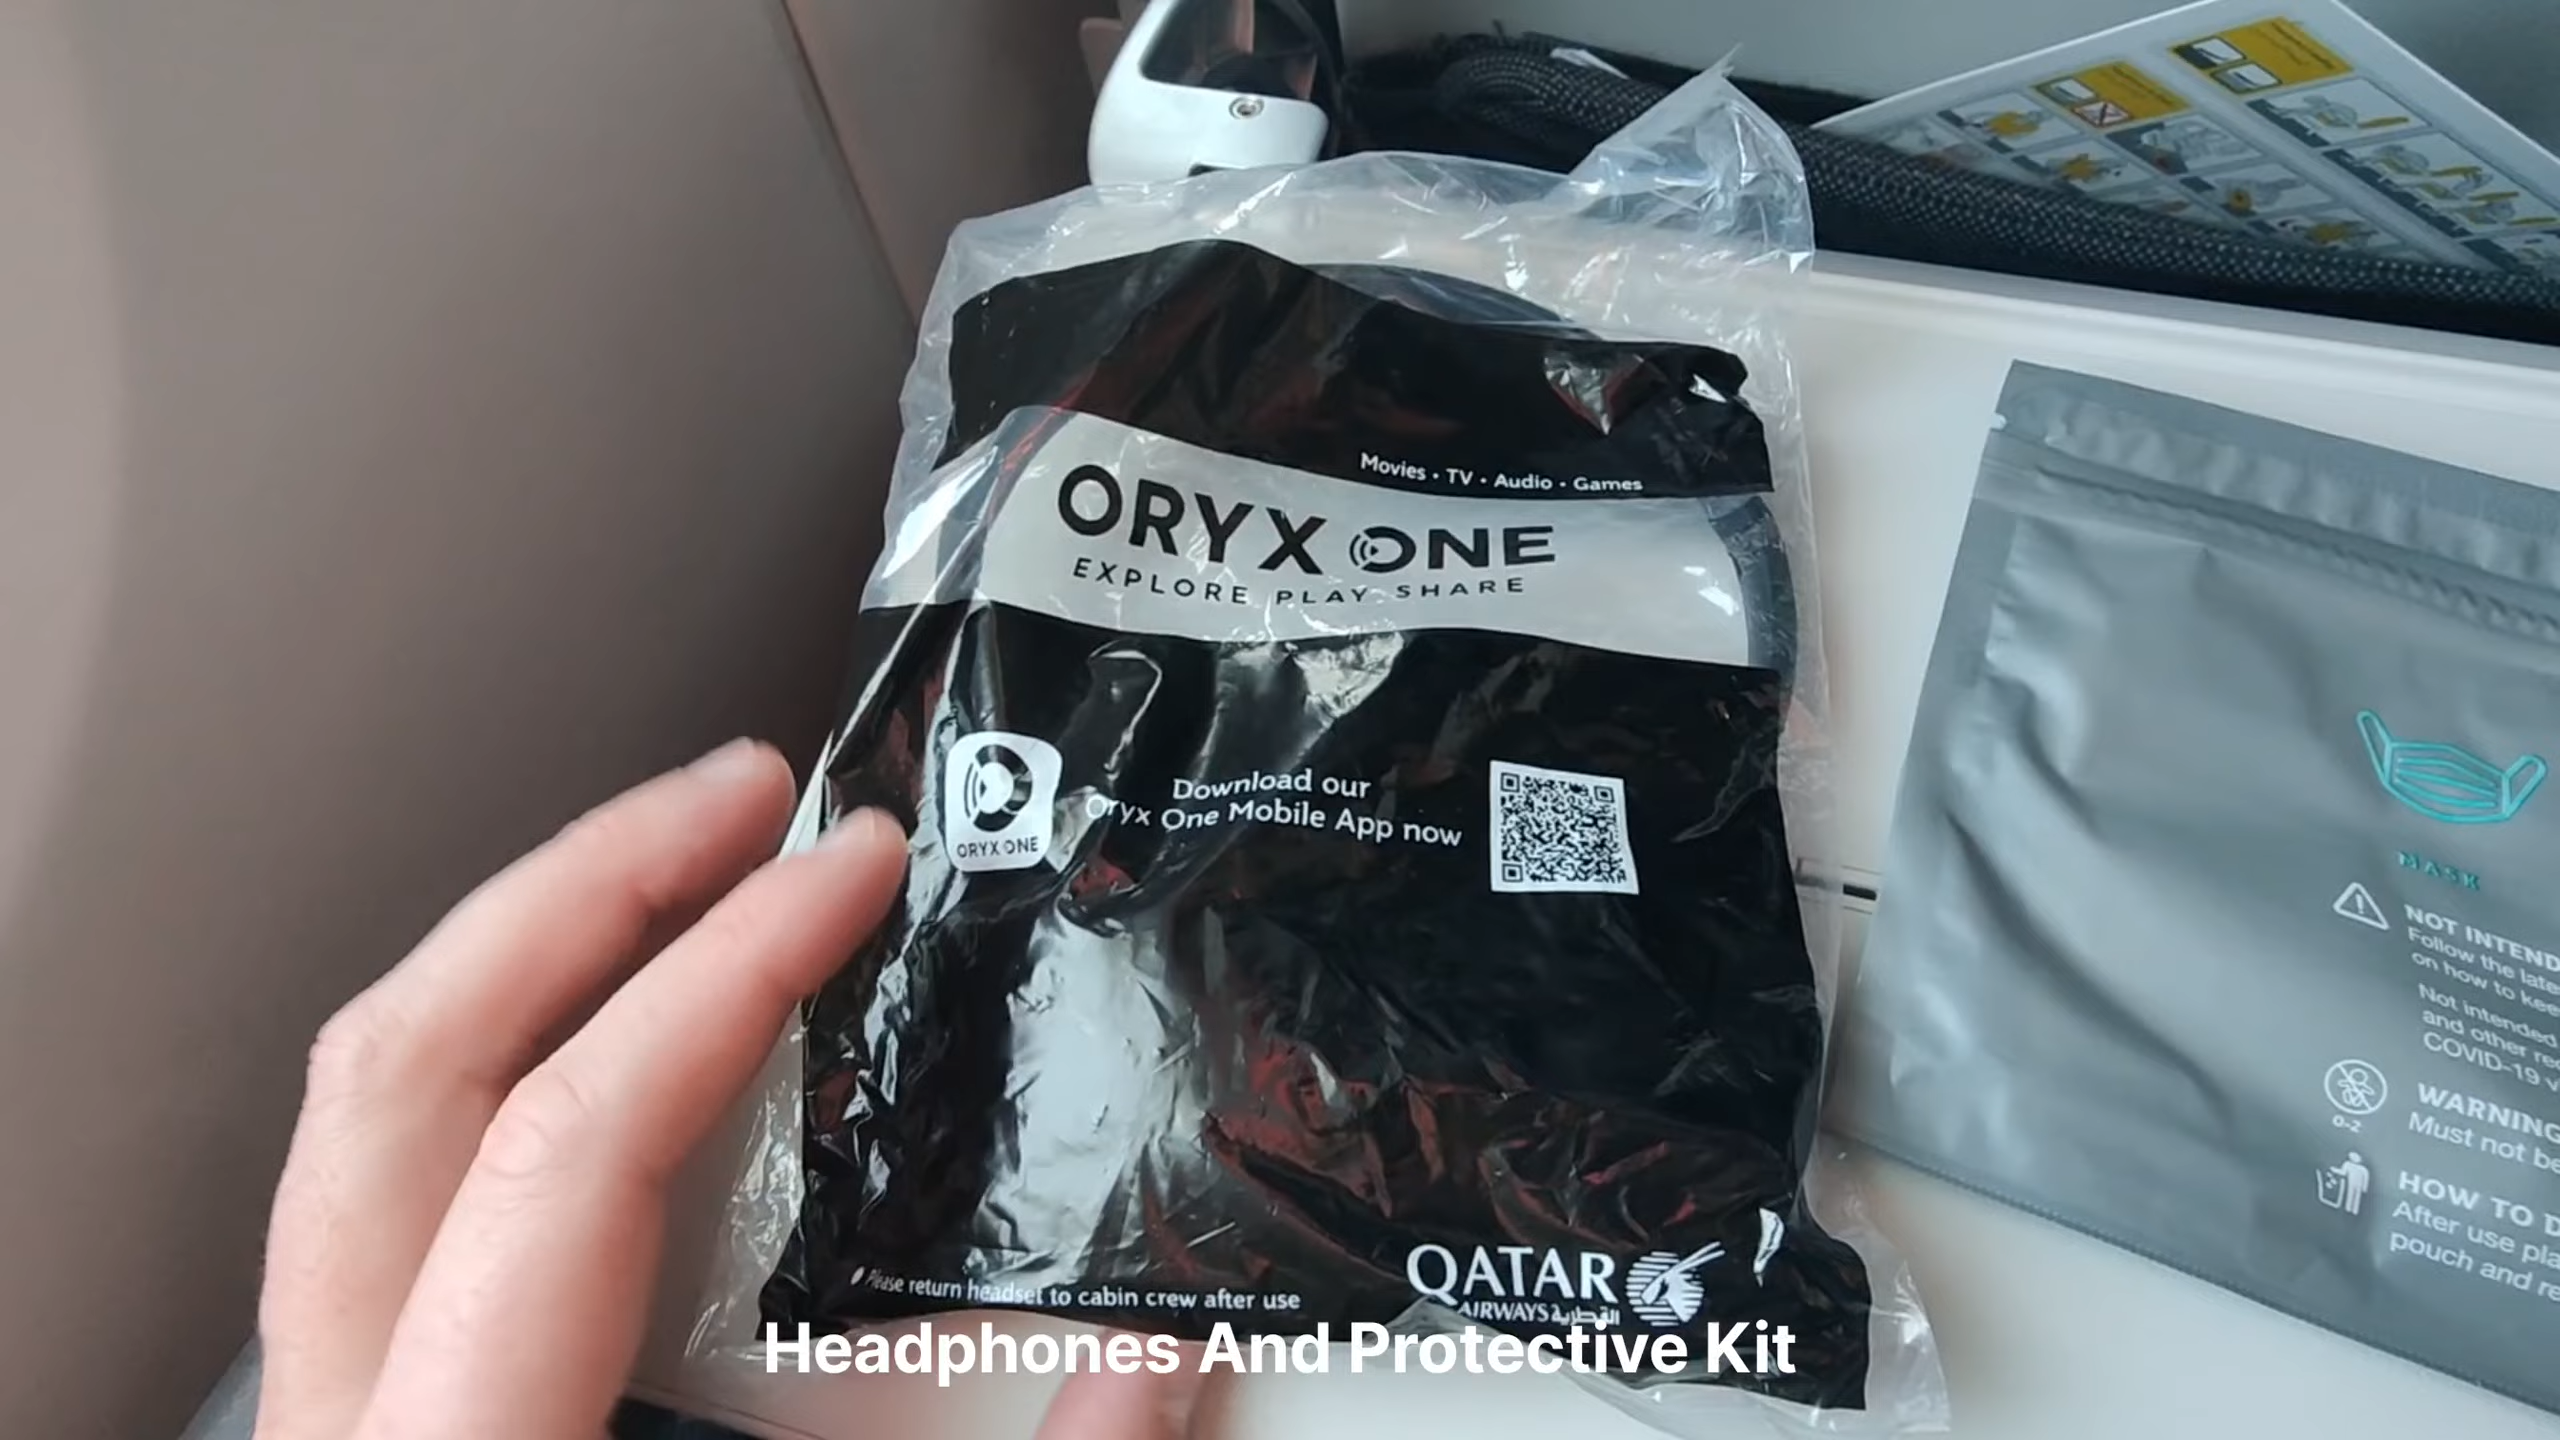 Movies • TV • Audio • Games
ORYX ONE
EXPLORE PLAY SHARE
Download our
Oryx One Mobile App now
ORYX ONE
Please return headset to cabin crew after use
QATAR
AIRWAYS القطرية
MASK
NOT INTEND
Follow the late
on how to kee
Not intended
and other re
COVID-19 v
0-2
WARNING
Must not be
HOW TO D
After use pla
pouch and re
Headphones And Protective Kit